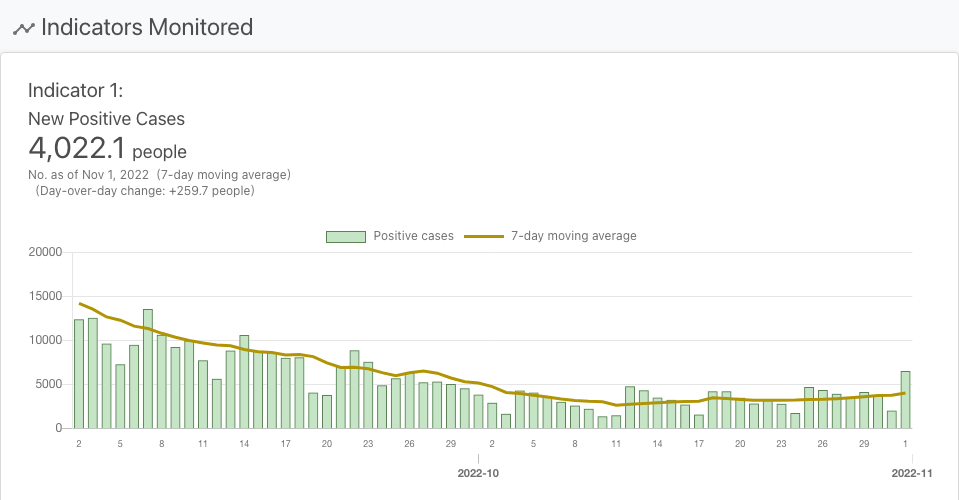 Indicators Monitored
Indicator 1:
New Positive Cases
4,022.1 people
No. as of Nov 1, 2022 (7-day moving average)
(Day-over-day change: +259.7 people)
Positive cases 7-day moving average
20000
15000
10000
5000
0
2 5 8 11 14 17 20 23 26 29 2 5 8 11 14 17 20 23 26 29 1
2022-10 2022-11